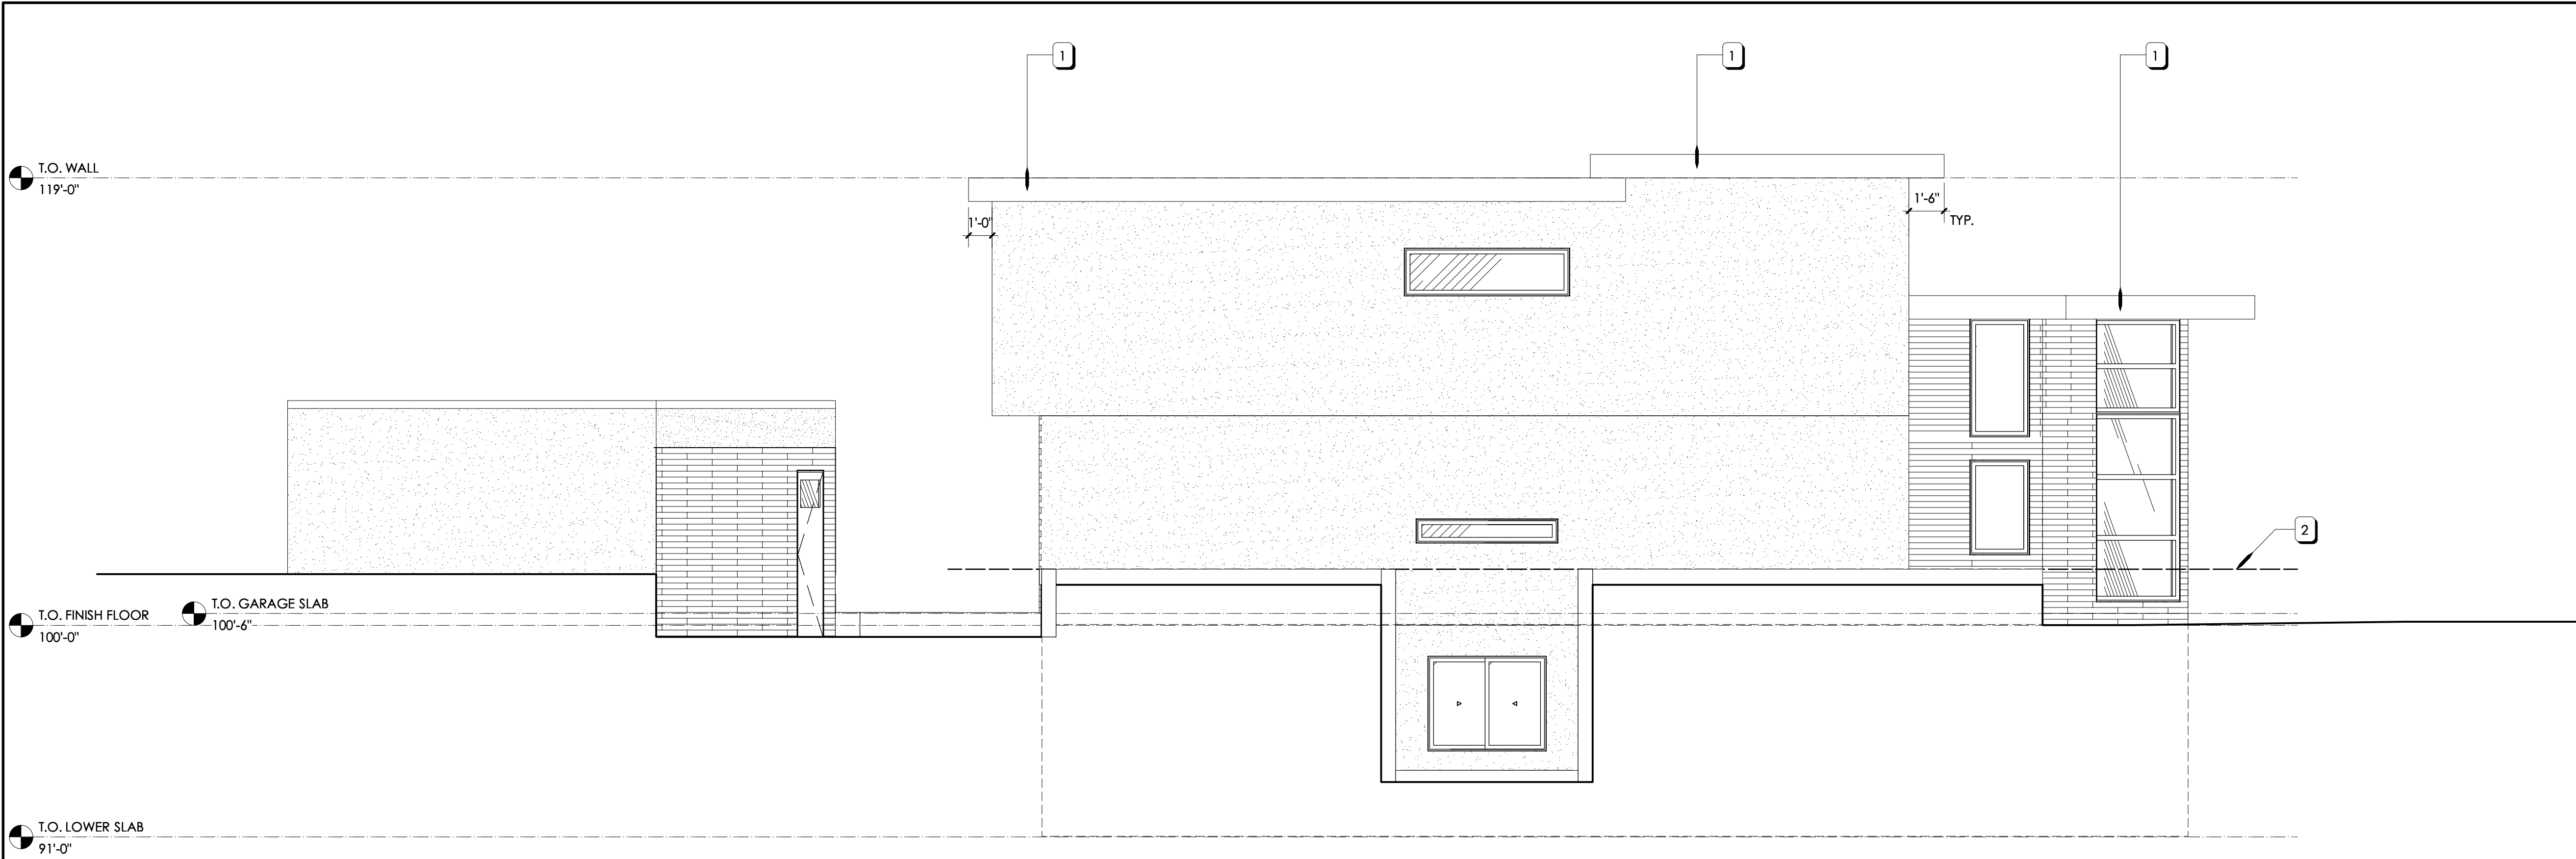 1
1
1
T.O. WALL
119'-0"
1'-0"
1'-6"
TYP.
2
T.O. GARAGE SLAB
100'-6"
T.O. FINISH FLOOR
100'-0"
T.O. LOWER SLAB
91'-0"